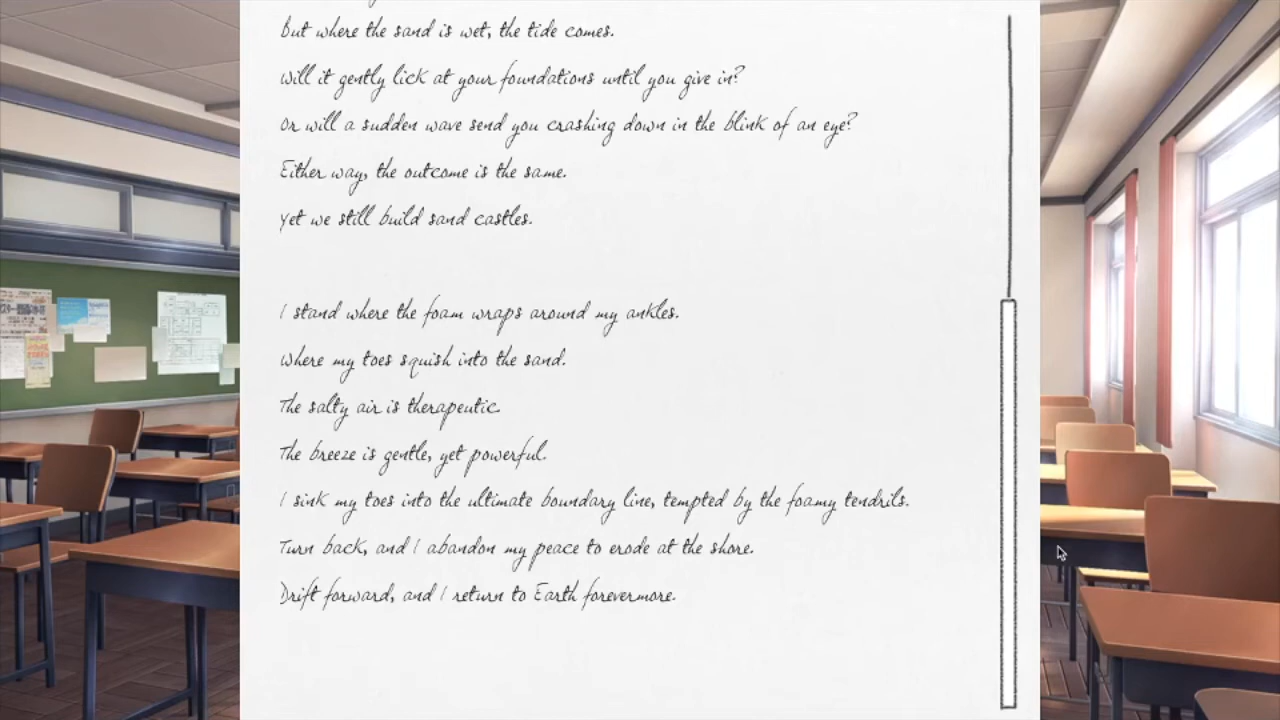 But where the sand is wet, the tide comes.
Will it gently lick at your foundations until you give in?
Or will a sudden wave send you crashing down in the blink of an eye?
Either way, the outcome is the same.
Yet we still build sand castles.
I stand where the foam wraps around my ankles.
Where my toes squish into the sand.
The salty air is therapeutic.
The breeze is gentle, yet powerful.
I sink my toes into the ultimate boundary line, tempted by the foamy tendrils.
Turn back, and I abandon my peace to erode at the shore.
Drift forward, and I return to Earth forevermore.